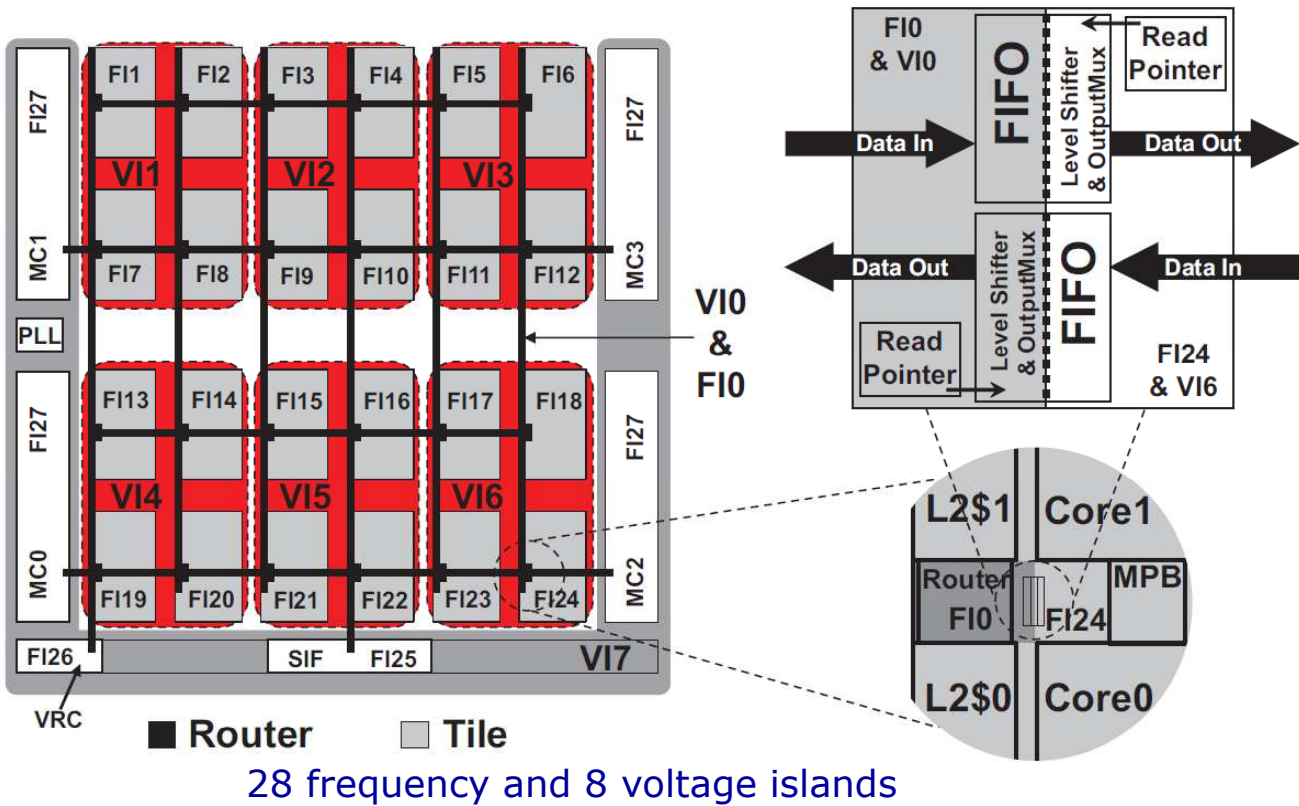 FI1 FI2 FI3 FI4 FI5 FI6
FI27
FI27
VI1 VI2 VI3
MC1
MC3
FI7 FI8 FI9 FI10 FI11 FI12
PLL
VI0
&
FI0
FI13 FI14 FI15 FI16 FI17 FI18
FI27
FI27
VI4 VI5 VI6
MC0
MC2
FI19 FI20 FI21 FI22 FI23 FI24
FI26
SIF FI25
VI7
VRC
Router
Tile
FI0
& VI0
FIFO
Level Shifter
& OutputMux
Read
Pointer
Data In
Data Out
Data Out
Level Shifter
& OutputMux
FIFO
Data In
Read
Pointer
FI24
& VI6
L2$1 Core1
Router
FI0
FI24
MPB
L2$0 Core0
28 frequency and 8 voltage islands